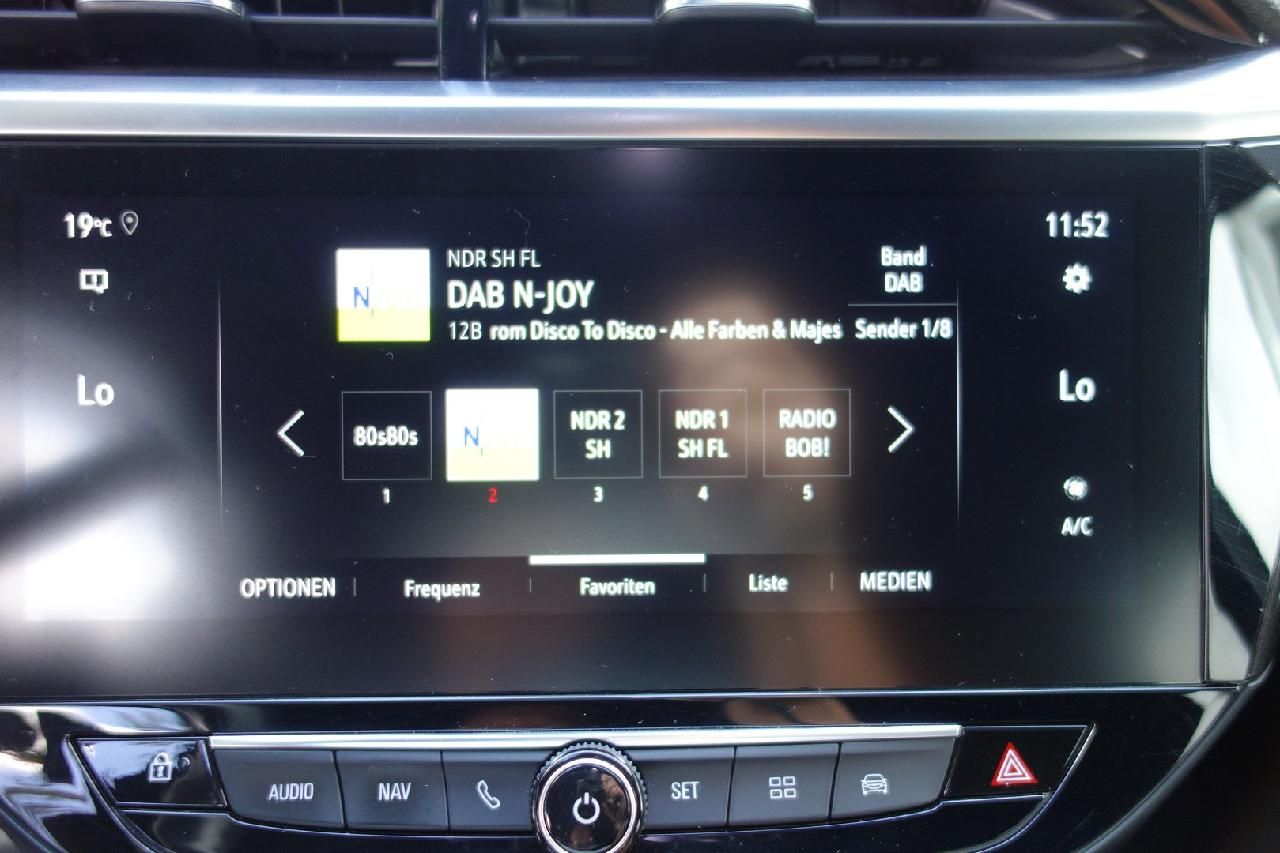 19°C
11:52
NDR SH FL
Band
DAB
DAB N-JOY
12B rom Disco To Disco - Alle Farben & Majes
Sender 1/8
N
Lo
Lo
80s80s
N
NDR 2
SH
NDR 1
SH FL
RADIO
BOB!
1
2
3
4
5
A/C
OPTIONEN
Frequenz
Favoriten
Liste
MEDIEN
AUDIO
NAV
SET